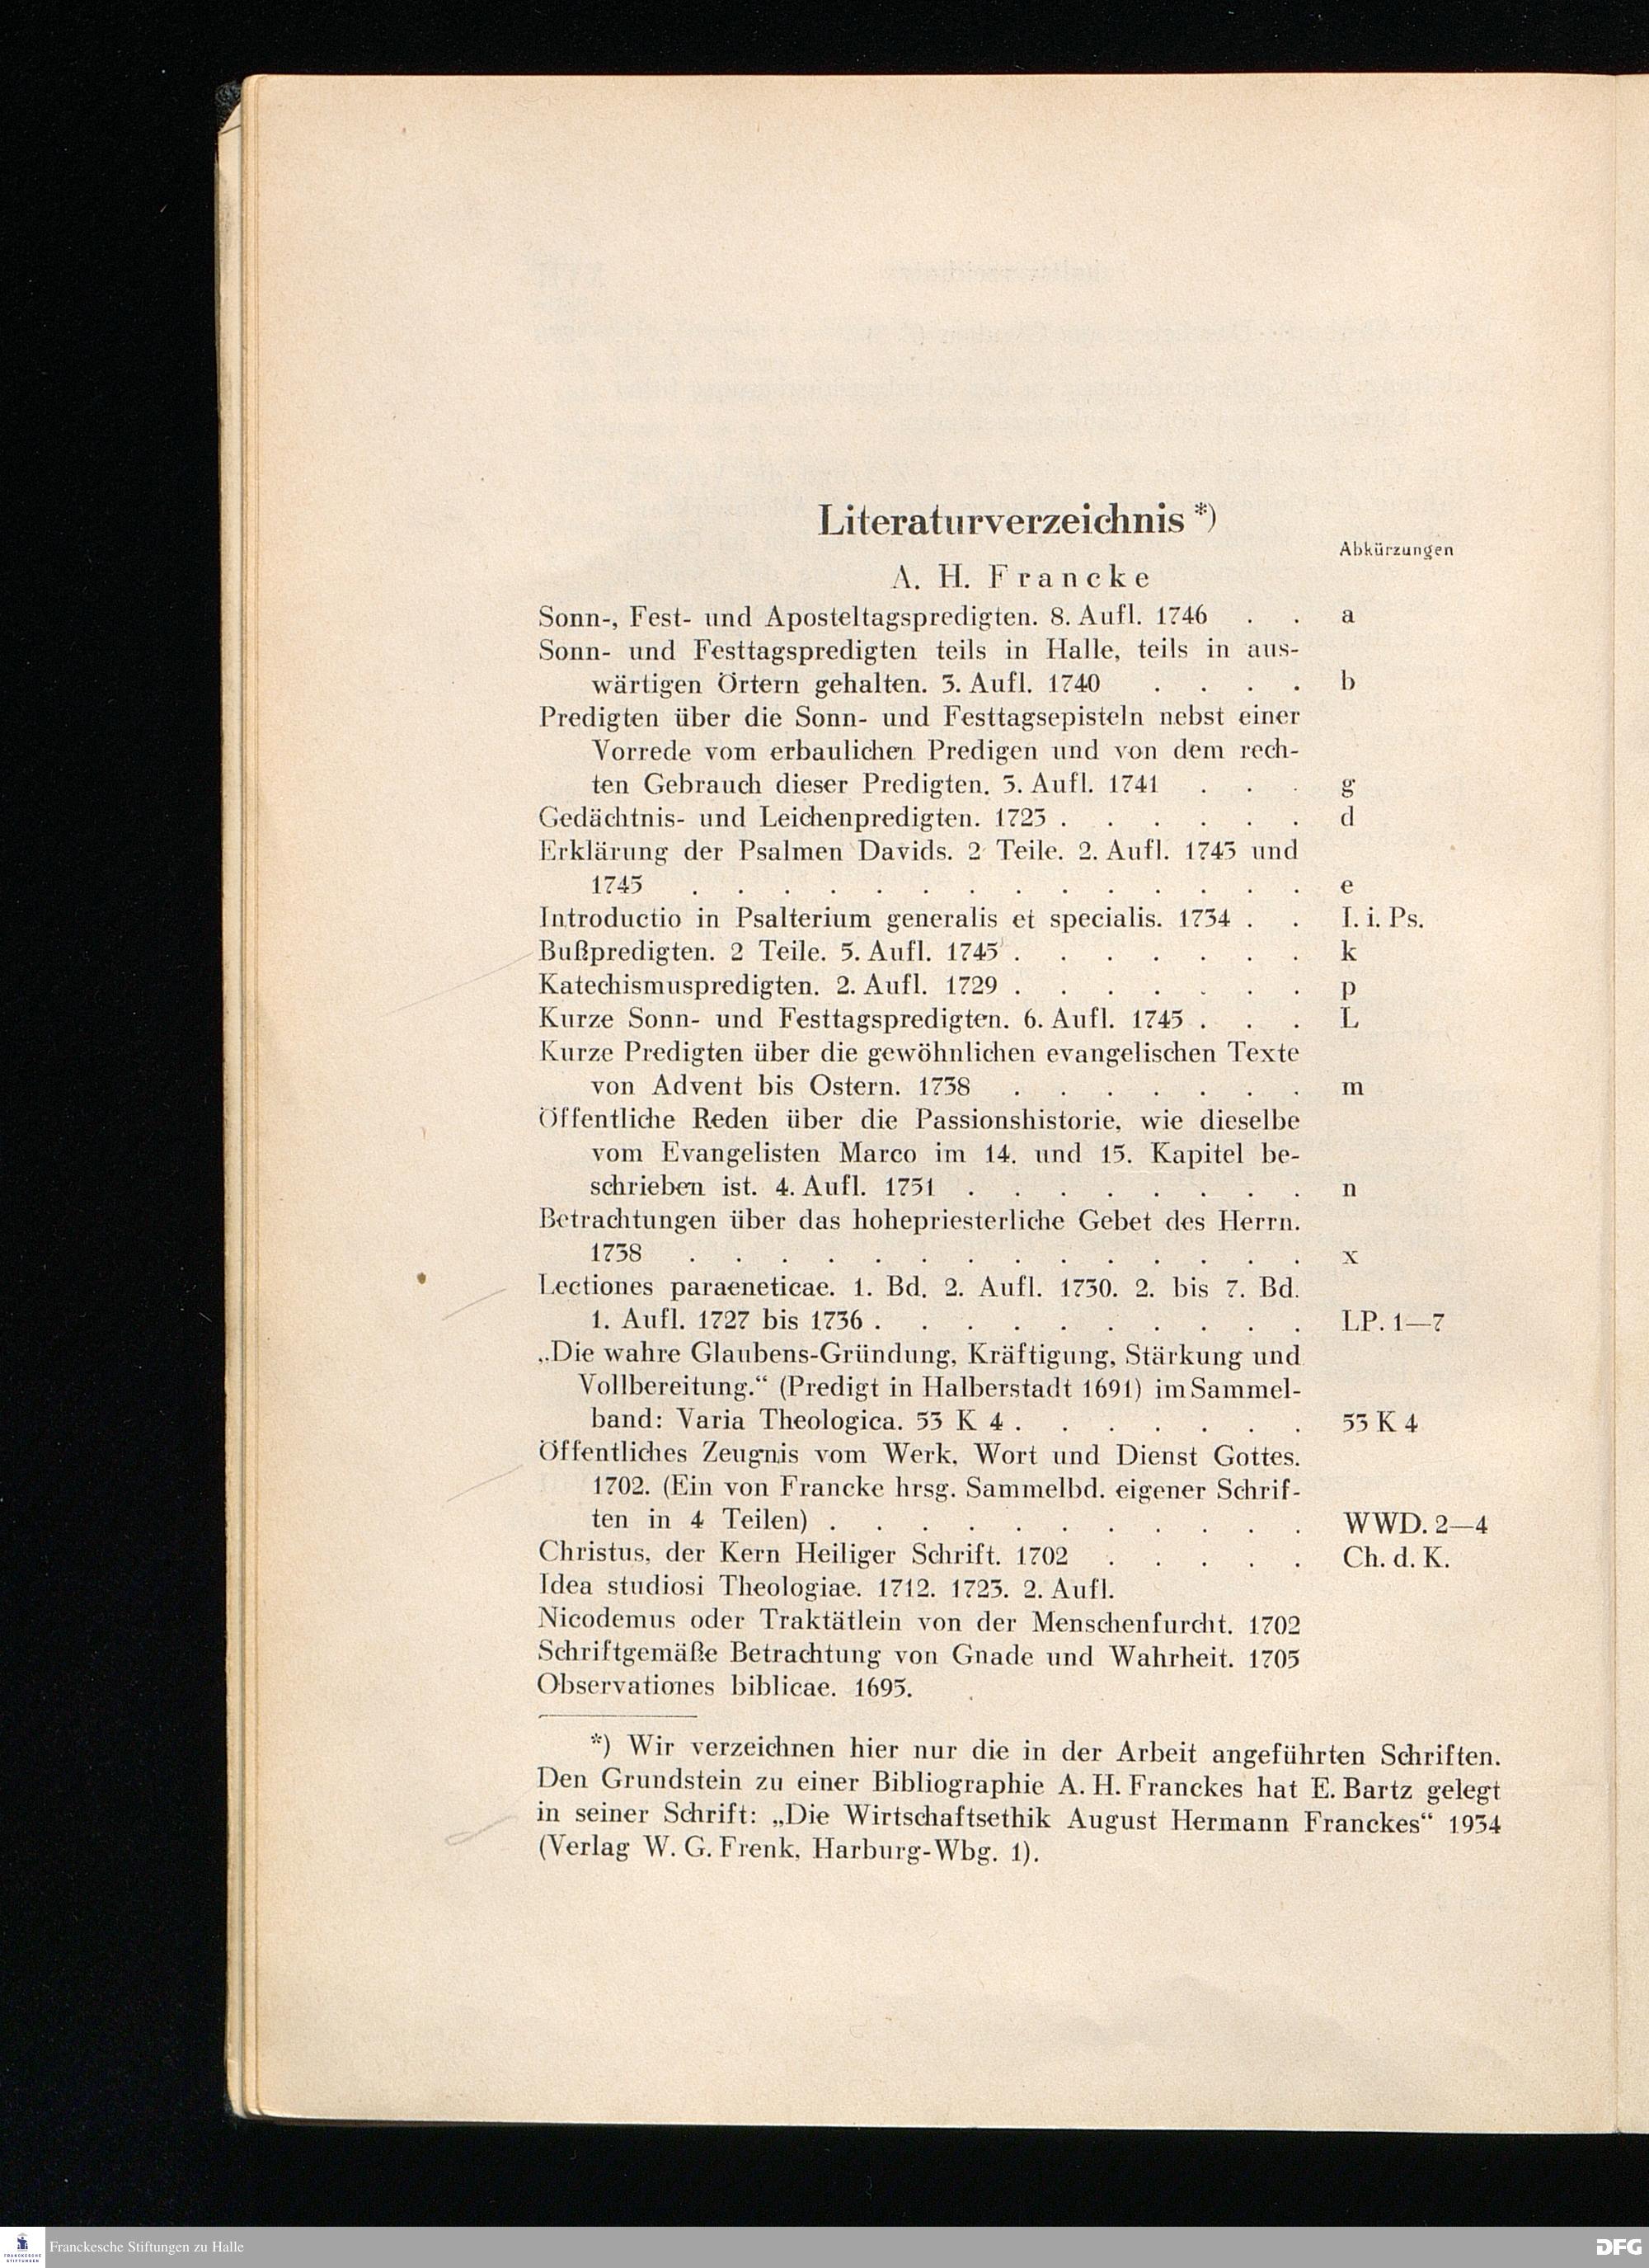 Literaturverzeichnis *)
Abkürzungen
A. H. Francke
Sonn-, Fest- und Aposteltagspredigten. 8. Aufl. 1746 . . a
Sonn- und Festtagspredigten teils in Halle, teils in aus-
wärtigen Örtern gehalten. 3. Aufl. 1740 . . . . b
Predigten über die Sonn- und Festtagsepisteln nebst einer
Vorrede vom erbaulichen Predigen und von dem rech-
ten Gebrauch dieser Predigten. 3. Aufl. 1741 . . . g
Gedächtnis- und Leichenpredigten. 1723 . . . . . . d
Erklärung der Psalmen Davids. 2 Teile. 2. Aufl. 1743 und
1745 . . . . . . . . . . . . . . e
Introductio in Psalterium generalis et specialis. 1734 . . I. i. Ps.
Bußpredigten. 2 Teile. 5. Aufl. 1745 . . . . . . . k
Katechismuspredigten. 2. Aufl. 1729 . . . . . . . p
Kurze Sonn- und Festtagspredigten. 6. Aufl. 1745 . . . L
Kurze Predigten über die gewöhnlichen evangelischen Texte
von Advent bis Ostern. 1738 . . . . . . . m
Öffentliche Reden über die Passionshistorie, wie dieselbe
vom Evangelisten Marco im 14. und 15. Kapitel be-
schrieben ist. 4. Aufl. 1751 . . . . . . . . n
Betrachtungen über das hohepriesterliche Gebet des Herrn.
1738 . . . . . . . . . . . . . . x
Lectiones paraeneticae. 1. Bd. 2. Aufl. 1730. 2. bis 7. Bd.
1. Aufl. 1727 bis 1736 . . . . . . . . . . LP. 1—7
„Die wahre Glaubens-Gründung, Kräftigung, Stärkung und
Vollbereitung.“ (Predigt in Halberstadt 1691) im Sammel-
band: Varia Theologica. 53 K 4 . . . . . . . 53 K 4
Öffentliches Zeugnis vom Werk, Wort und Dienst Gottes.
1702. (Ein von Francke hrsg. Sammelbd. eigener Schrif-
ten in 4 Teilen) . . . . . . . . . . . WWD. 2—4
Christus, der Kern Heiliger Schrift. 1702 . . . . . Ch. d. K.
Idea studiosi Theologiae. 1712. 1723. 2. Aufl.
Nicodemus oder Traktätlein von der Menschenfurcht. 1702
Schriftgemäße Betrachtung von Gnade und Wahrheit. 1705
Observationes biblicae. 1695.
*) Wir verzeichnen hier nur die in der Arbeit angeführten Schriften.
Den Grundstein zu einer Bibliographie A. H. Franckes hat E. Bartz gelegt
in seiner Schrift: „Die Wirtschaftsethik August Hermann Franckes“ 1934
(Verlag W. G. Frenk, Harburg-Wbg. 1).
FRANCKESCHE
STIFTUNGEN
Franckesche Stiftungen zu Halle
DFG